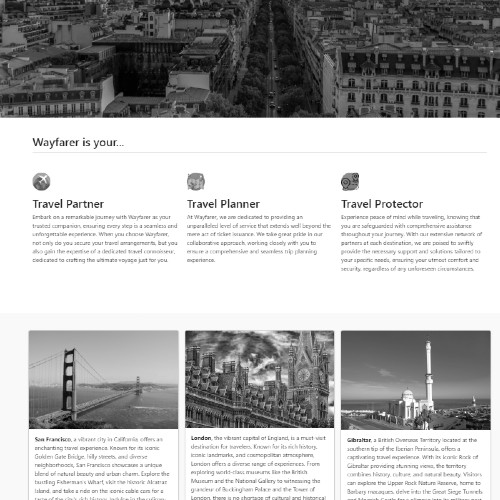 Wayfarer is your...
Travel Partner
Embark on a remarkable journey with Wayfarer as your
trusted companion, ensuring every step is a seamless and
unforgettable experience. When you choose Wayfarer,
not only do you secure your travel arrangements, but you
also gain the expertise of a dedicated travel connoisseur,
dedicated to crafting the ultimate voyage just for you.
Travel Planner
At Wayfarer, we are dedicated to providing an
unparalleled level of service that extends well beyond the
mere act of ticket issuance. We take great pride in our
collaborative approach, working closely with you to
ensure a comprehensive and seamless trip planning
experience.
Travel Protector
Experience peace of mind while traveling, knowing that
you are safeguarded with comprehensive assistance
throughout your journey. With our extensive network of
partners at each destination, we are poised to swiftly
provide the necessary support and solutions tailored to
your specific needs, ensuring your utmost comfort and
security, regardless of any unforeseen circumstances.
San Francisco, a vibrant city in California, offers an
enchanting travel experience. Known for its iconic
Golden Gate Bridge, hilly streets, and diverse
neighborhoods, San Francisco showcases a unique
blend of natural beauty and urban charm. Explore the
bustling Fisherman's Wharf, visit the historic Alcatraz
Island, and take a ride on the iconic cable cars for a
London, the vibrant capital of England, is a must-visit
destination for travelers. Known for its rich history,
iconic landmarks, and cosmopolitan atmosphere,
London offers a diverse range of experiences. From
exploring world-class museums like the British
Museum and the National Gallery to witnessing the
grandeur of Buckingham Palace and the Tower of
London, there is no shortage of cultural and historical
Gibraltar, a British Overseas Territory located at the
southern tip of the Iberian Peninsula, offers a
captivating travel experience. With its iconic Rock of
Gibraltar providing stunning views, the territory
combines history, culture, and natural beauty. Visitors
can explore the Upper Rock Nature Reserve, home to
Barbary macaques, delve into the Great Siege Tunnels